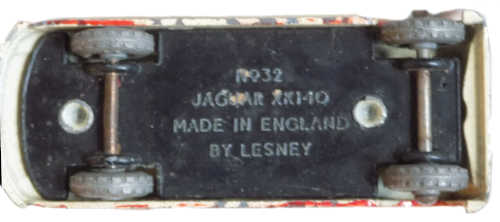 No32
JAGUAR XK140
MADE IN ENGLAND
BY LESNEY